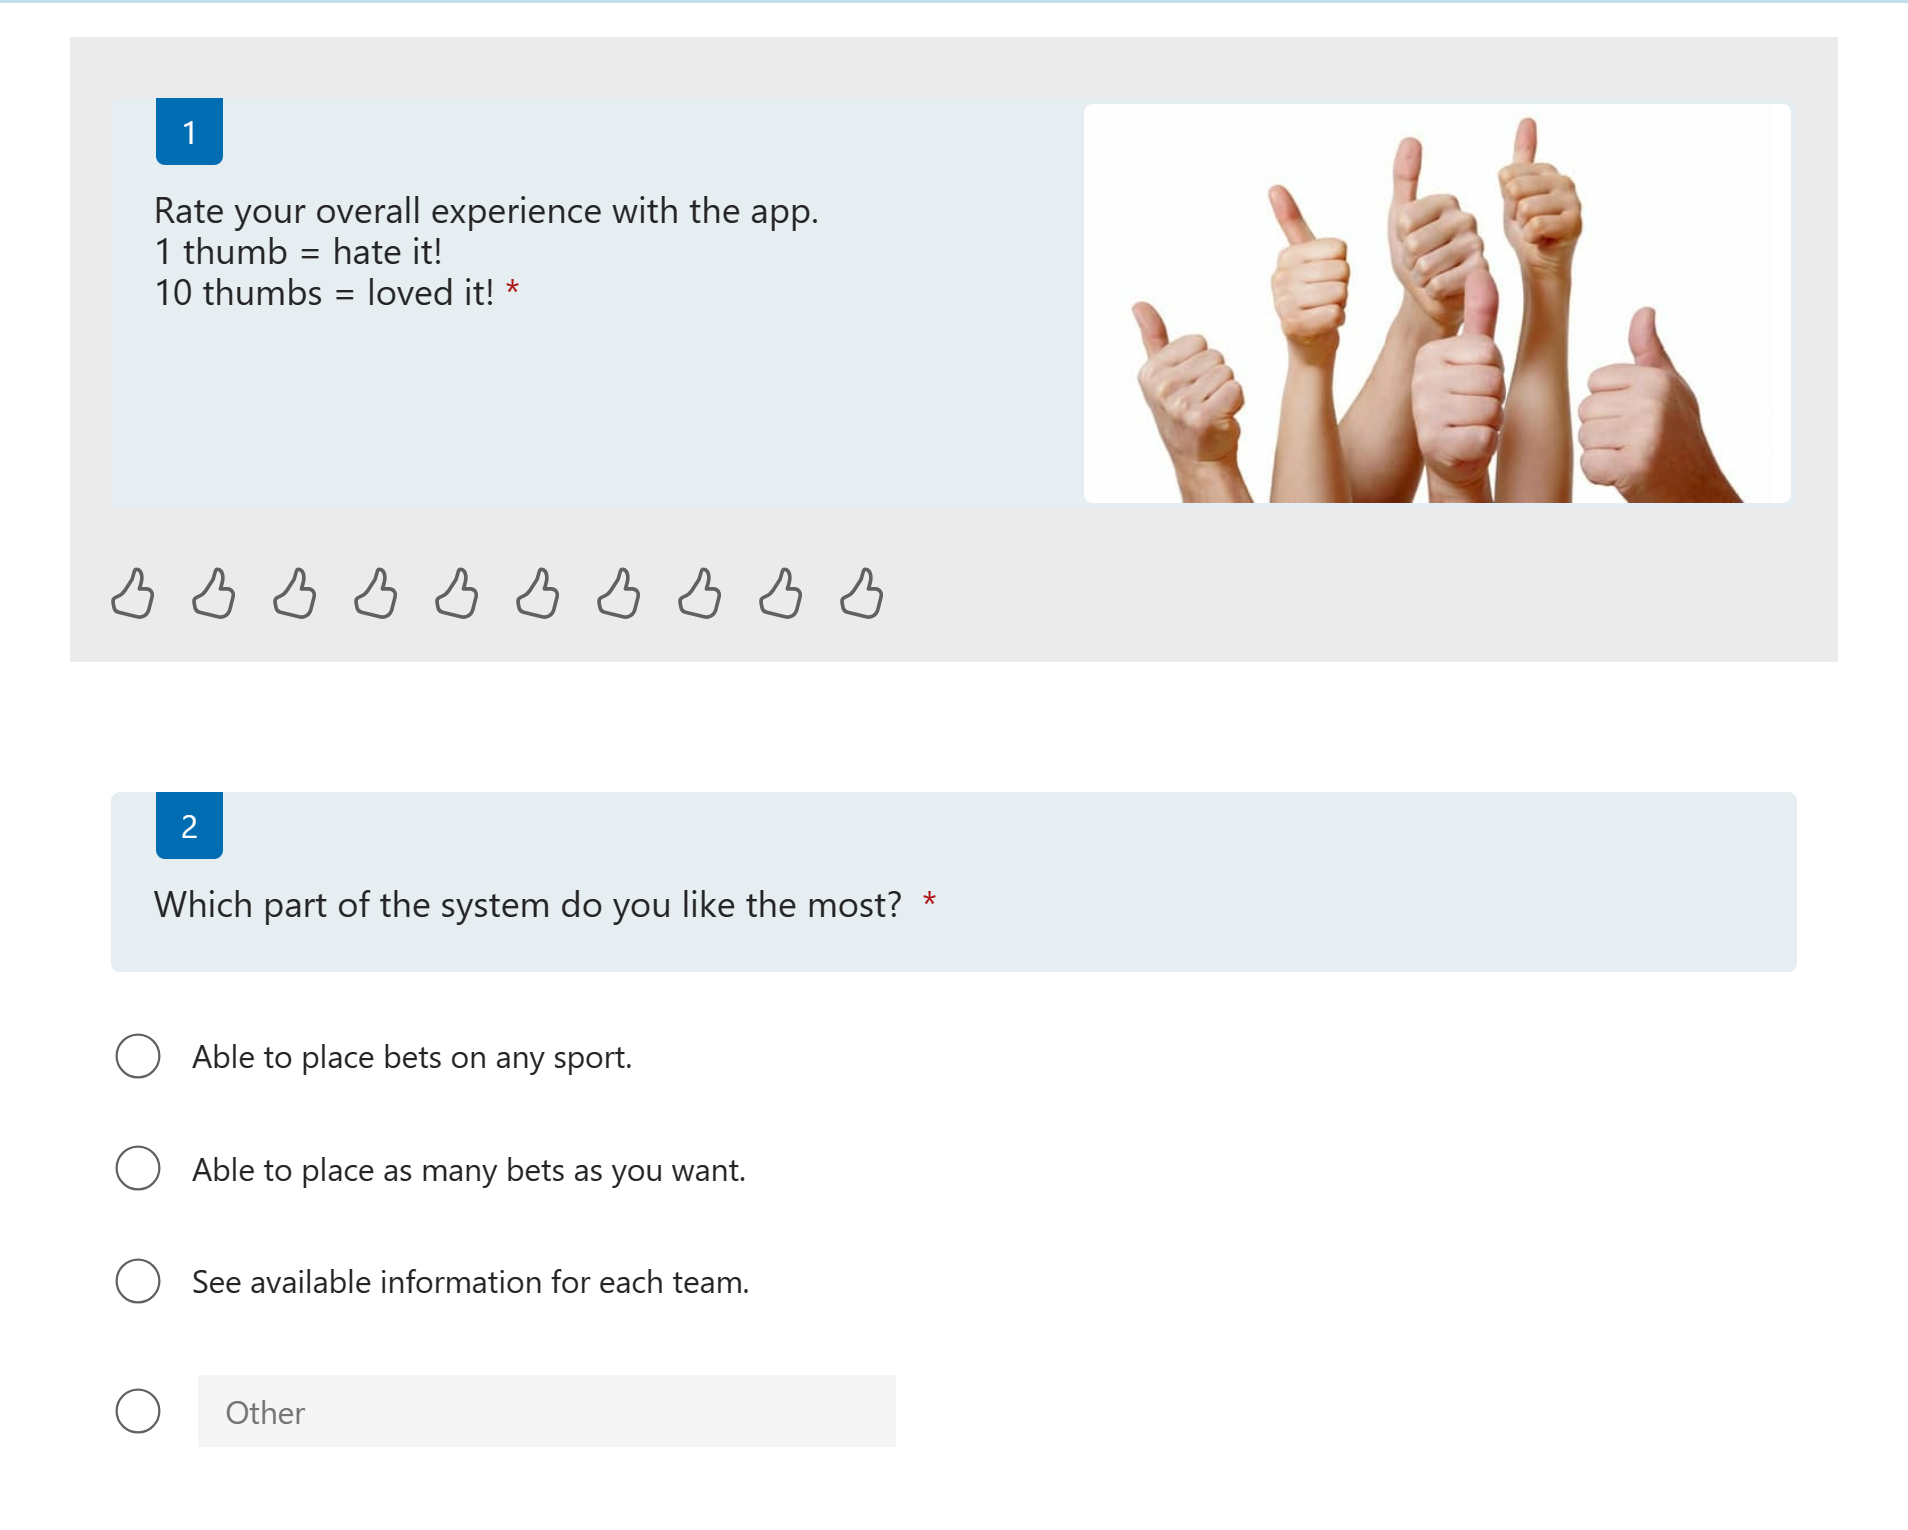 1
Rate your overall experience with the app.
1 thumb = hate it!
10 thumbs = loved it! *
2
Which part of the system do you like the most? *
Able to place bets on any sport.
Able to place as many bets as you want.
See available information for each team.
Other